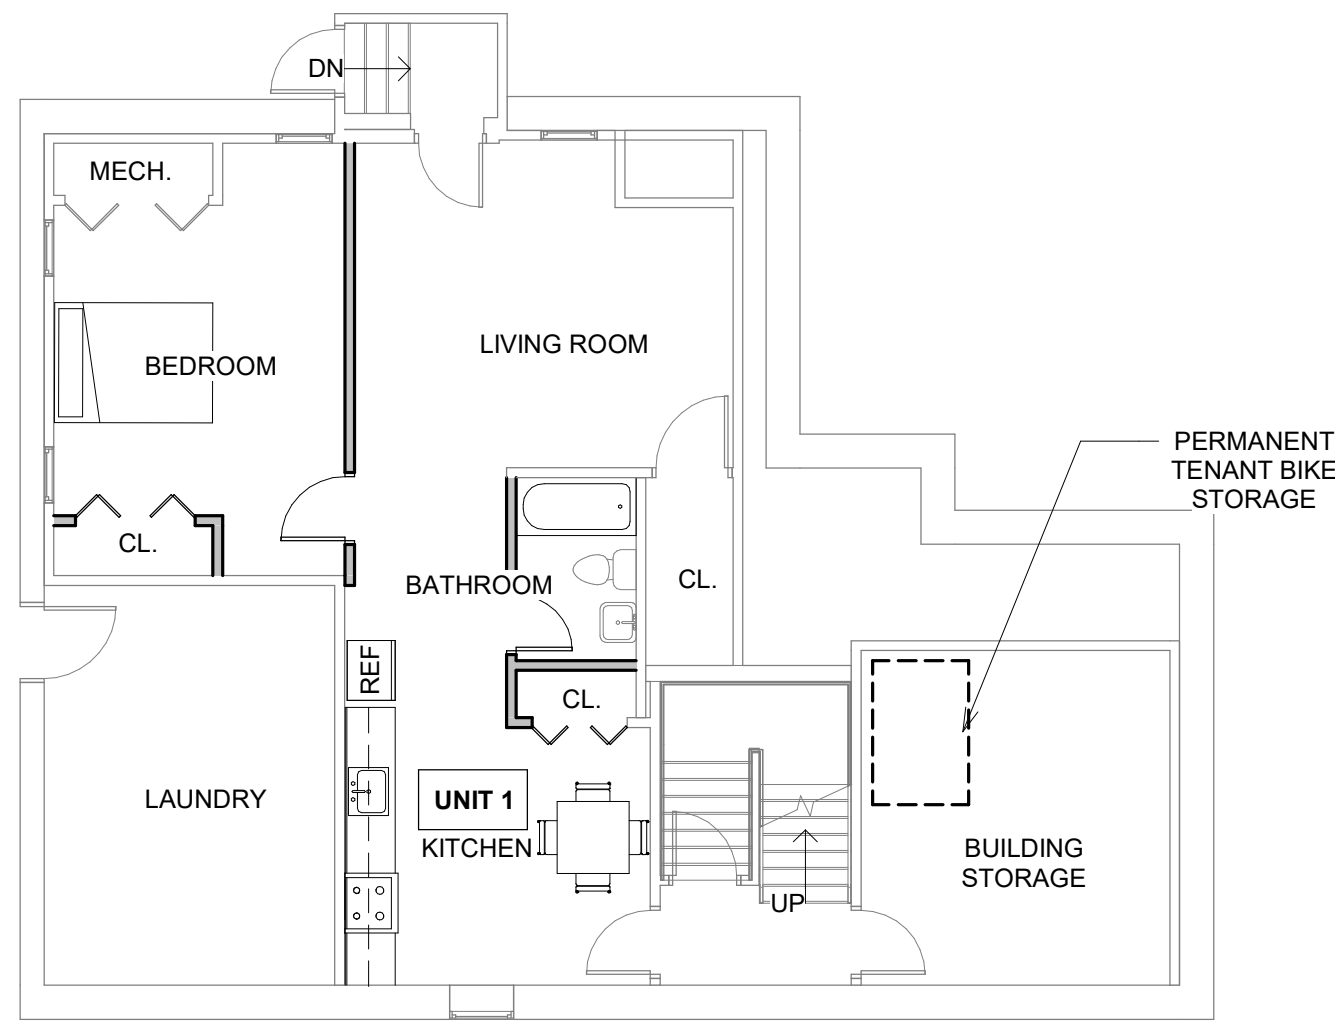 DN
MECH.
LIVING ROOM
BEDROOM
PERMANENT
TENANT BIKE
STORAGE
CL.
BATHROOM
CL.
REF
CL.
LAUNDRY
UNIT 1
KITCHEN
BUILDING
STORAGE
UP